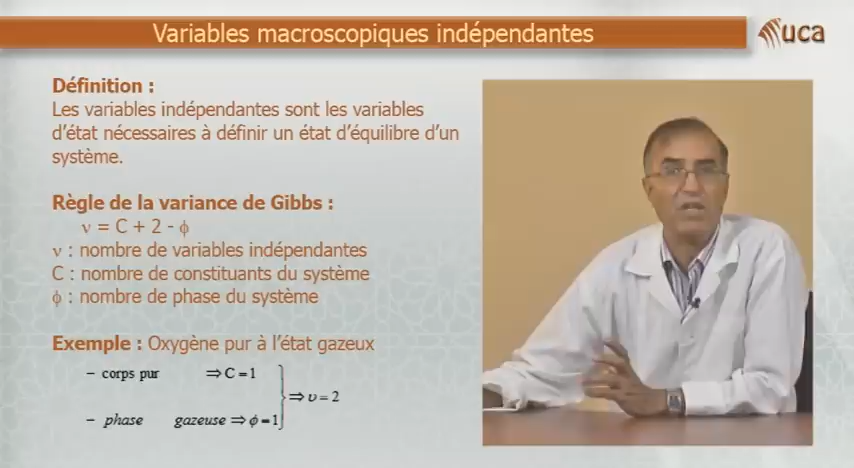 Variables macroscopiques indépendantes
uca
Définition :
Les variables indépendantes sont les variables
d'état nécessaires à définir un état d'équilibre d'un
système.
Règle de la variance de Gibbs :
ν = C + 2 - ϕ
ν : nombre de variables indépendantes
C : nombre de constituants du système
ϕ : nombre de phase du système
Exemple : Oxygène pur à l'état gazeux
– corps pur ⇒ C = 1
⇒ υ = 2
– phase gazeuse ⇒ ϕ = 1